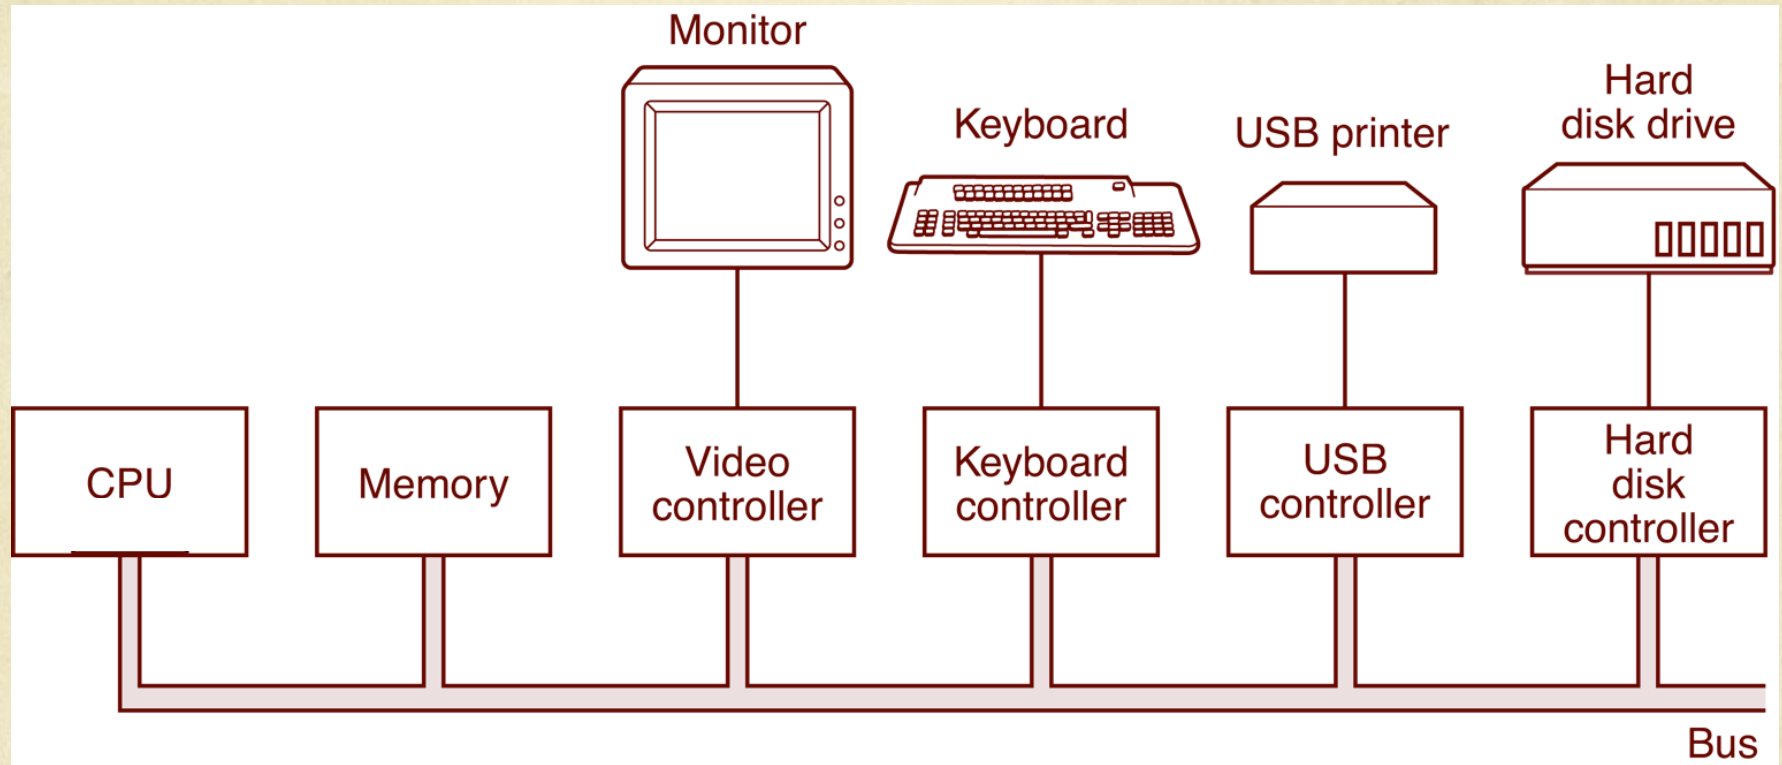 Monitor
Keyboard
USB printer
Hard
disk drive
CPU
Memory
Video
controller
Keyboard
controller
USB
controller
Hard
disk
controller
Bus